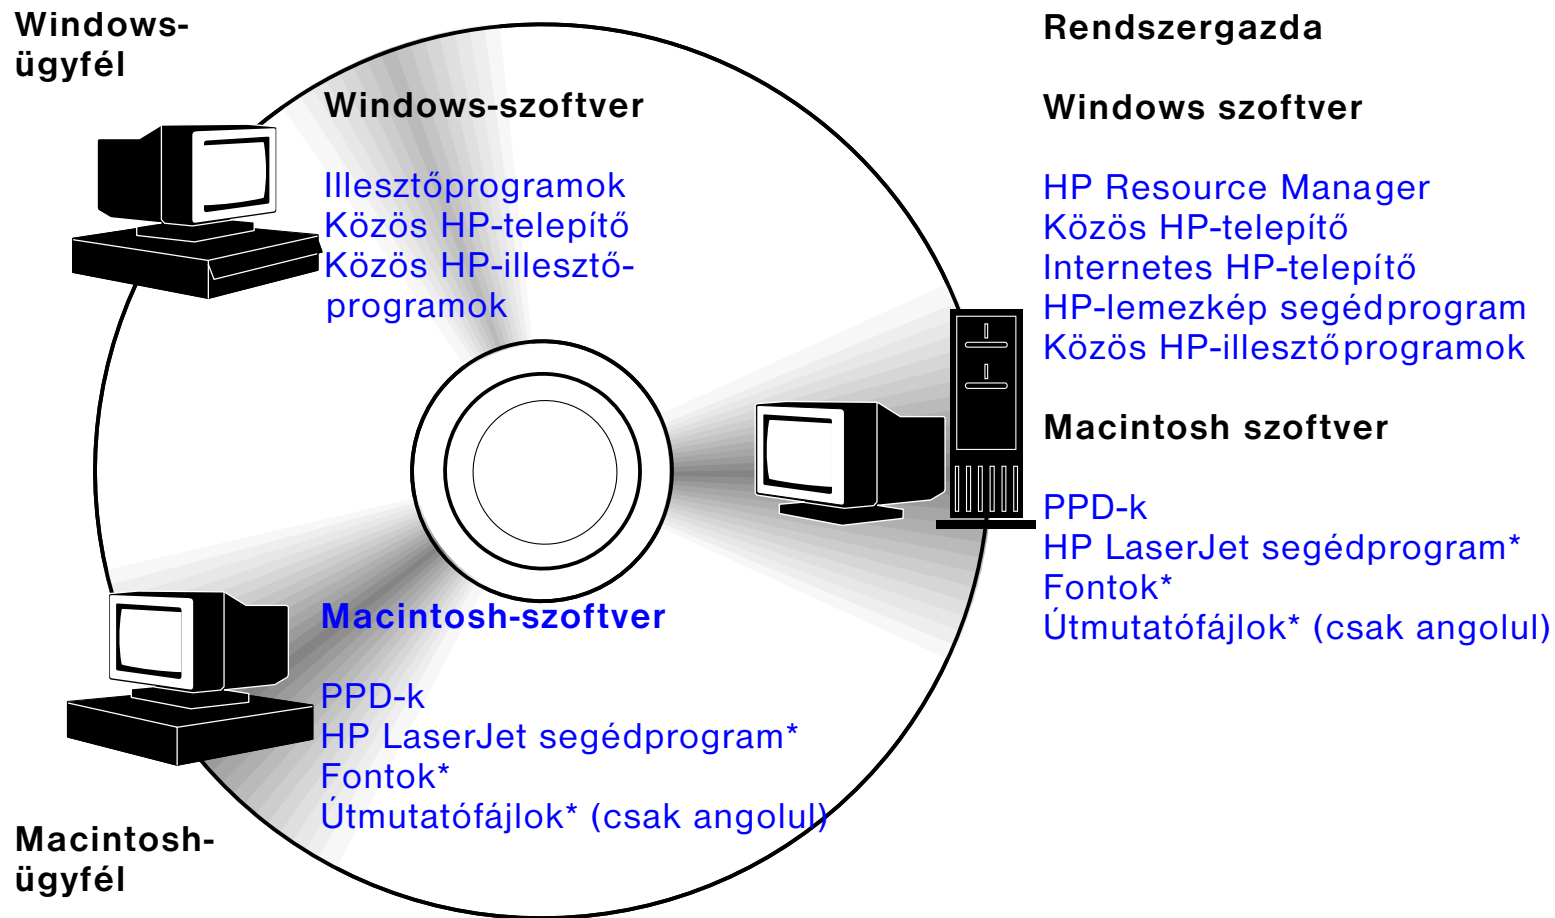 Windows-
ügyfél
Windows-szoftver
Illesztőprogramok
Közös HP-telepítő
Közös HP-illesztő-
programok
Macintosh-szoftver
PPD-k
HP LaserJet segédprogram*
Fontok*
Útmutatófájlok* (csak angolul)
Macintosh-
ügyfél
Rendszergazda
Windows szoftver
HP Resource Manager
Közös HP-telepítő
Internetes HP-telepítő
HP-lemezkép segédprogram
Közös HP-illesztőprogramok
Macintosh szoftver
PPD-k
HP LaserJet segédprogram*
Fontok*
Útmutatófájlok* (csak angolul)